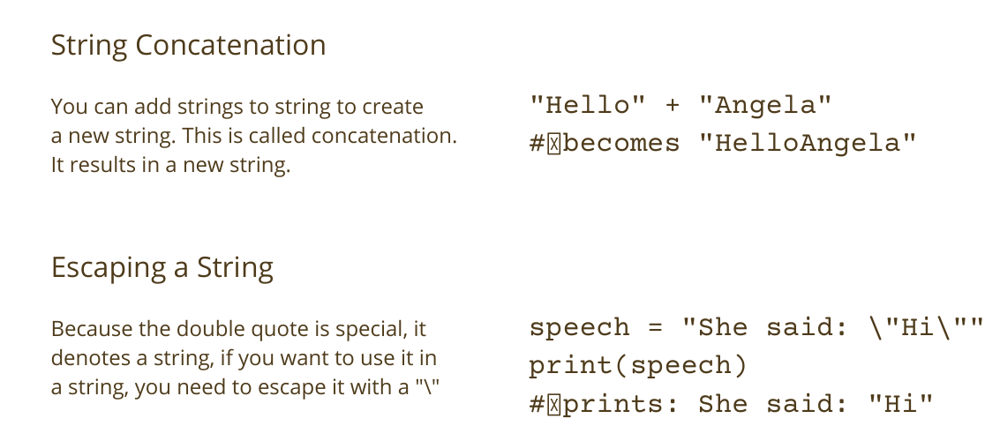 String Concatenation
You can add strings to string to create
a new string. This is called concatenation.
It results in a new string.
"Hello" + "Angela"
#☒becomes "HelloAngela"
Escaping a String
Because the double quote is special, it
denotes a string, if you want to use it in
a string, you need to escape it with a "\"
speech = "She said: \"Hi\""
print(speech)
#☒prints: She said: "Hi"